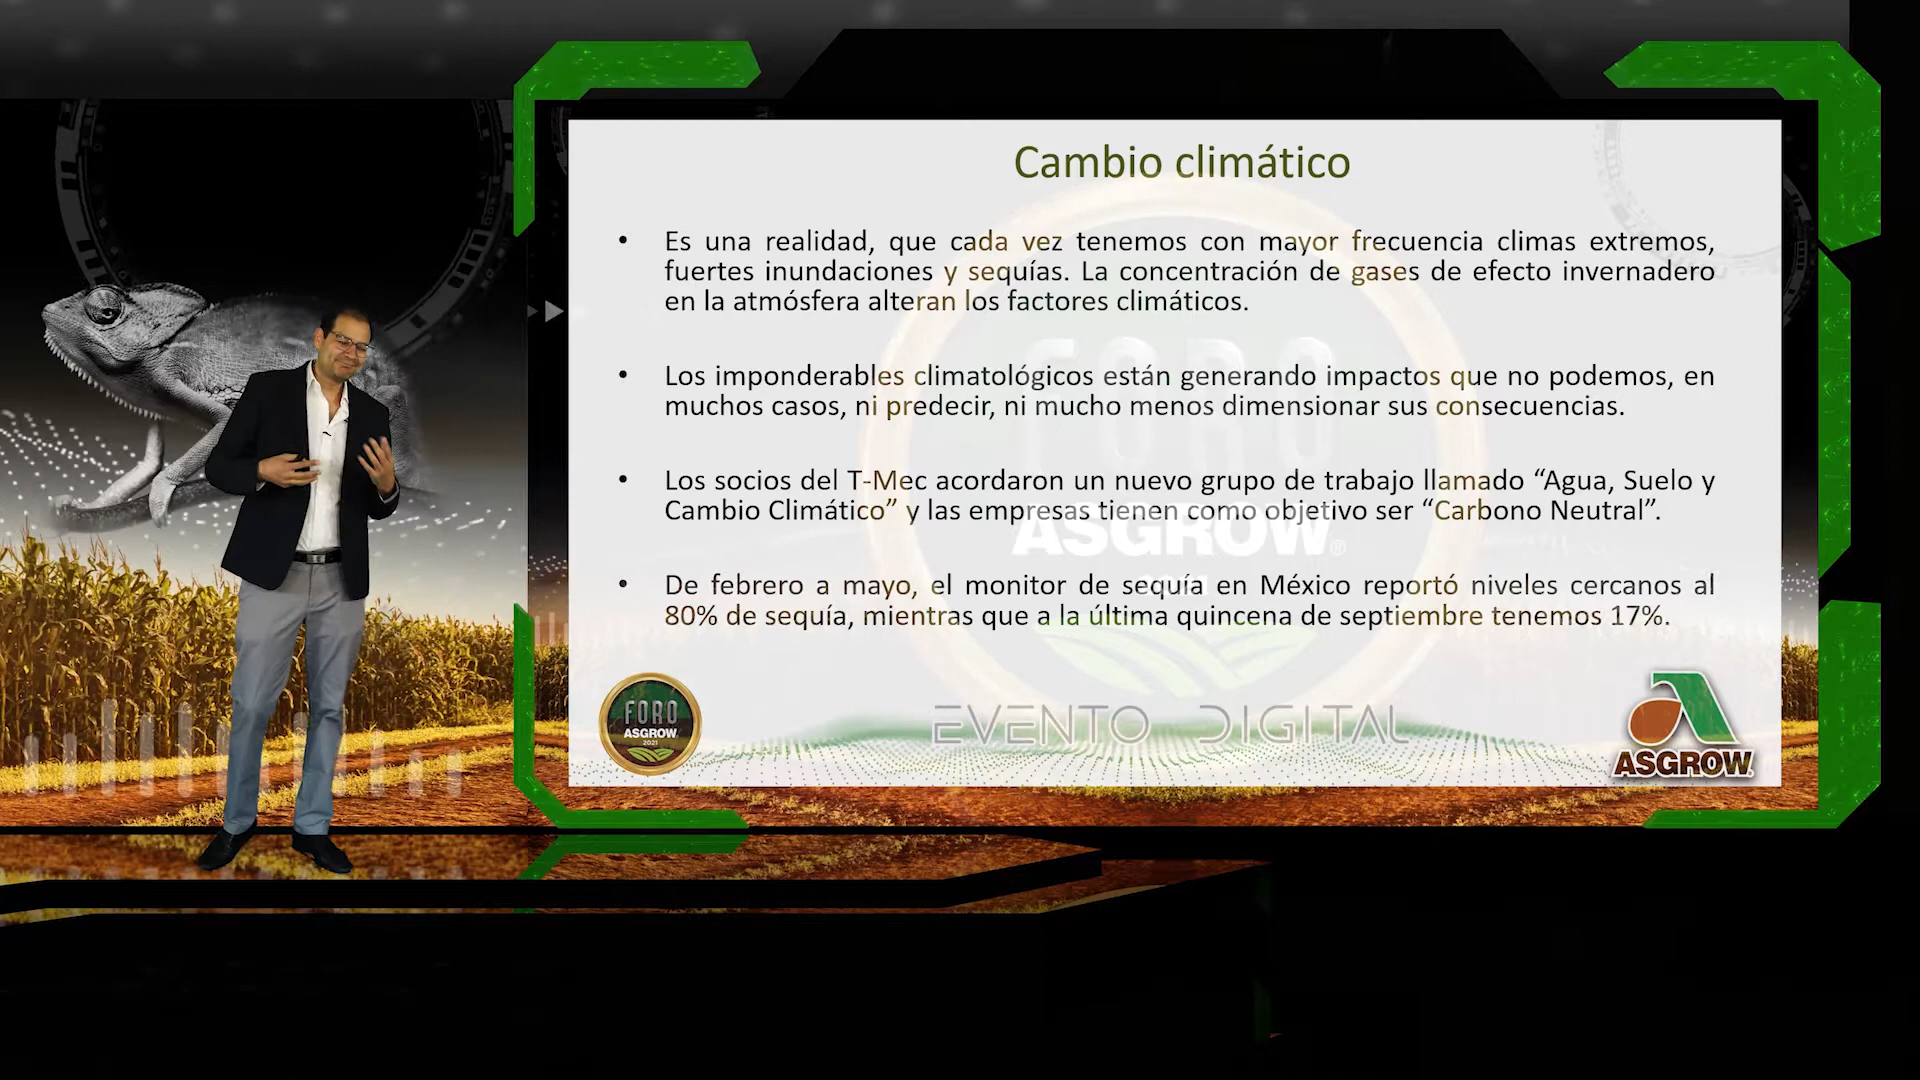 Cambio climático
• Es una realidad, que cada vez tenemos con mayor frecuencia climas extremos,
fuertes inundaciones y sequías. La concentración de gases de efecto invernadero
en la atmósfera alteran los factores climáticos.
• Los imponderables climatológicos están generando impactos que no podemos, en
muchos casos, ni predecir, ni mucho menos dimensionar sus consecuencias.
• Los socios del T-Mec acordaron un nuevo grupo de trabajo llamado “Agua, Suelo y
Cambio Climático” y las empresas tienen como objetivo ser “Carbono Neutral”.
• De febrero a mayo, el monitor de sequía en México reportó niveles cercanos al
80% de sequía, mientras que a la última quincena de septiembre tenemos 17%.
FORO
ASGROW®
2021
EVENTO DIGITAL
FORO
ASGROW
2021
ASGROW